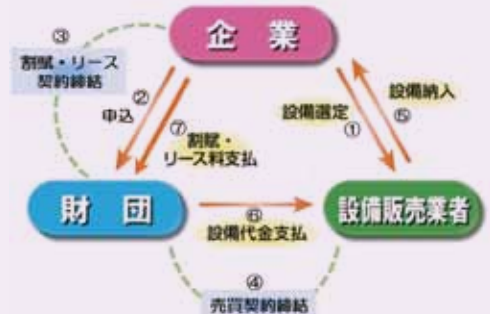 企業
③
割賦・リース
契約締結
②
申込
⑦
割賦・
リース料支払
設備選定
①
設備納入
⑤
財団
⑥
設備代金支払
設備販売業者
④
売買契約締結